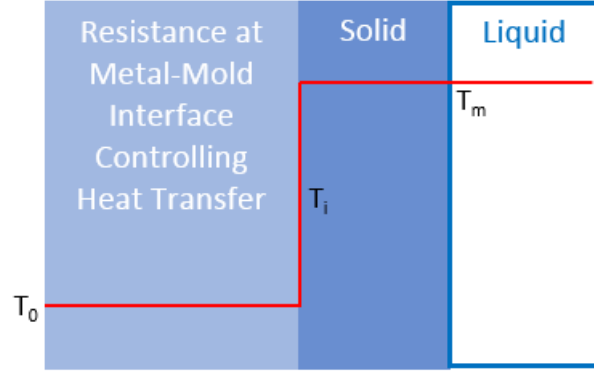 Resistance at
Metal-Mold
Interface
Controlling
Heat Transfer
Solid
Liquid
Tm
Ti
T0